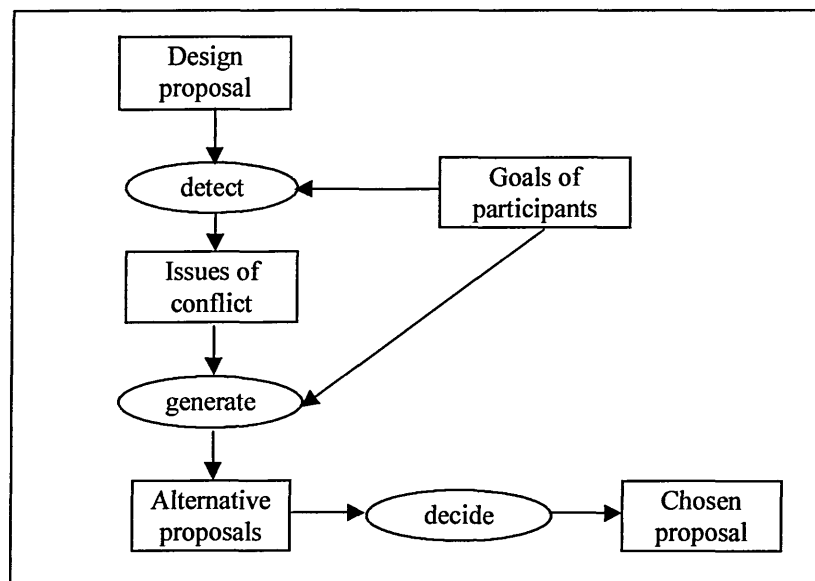 Design
proposal
detect
Goals of
participants
Issues of
conflict
generate
Alternative
proposals
decide
Chosen
proposal